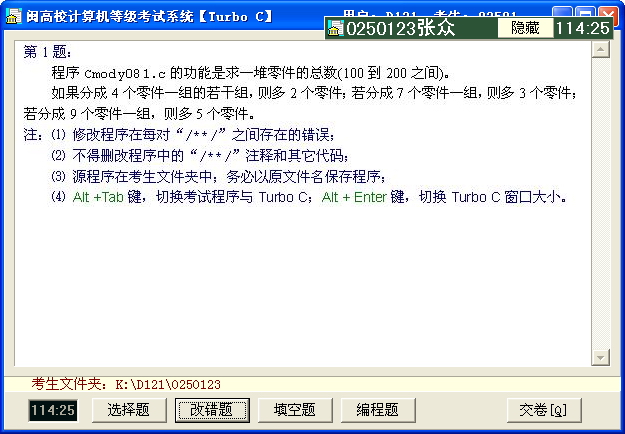 闽高校计算机等级考试系统【Turbo C】
0250123张众 隐藏 114:25
第 1 题:
程序 Cmody081.c 的功能是求一堆零件的总数(100 到 200 之间)。
如果分成 4 个零件一组的若干组, 则多 2 个零件; 若分成 7 个零件一组, 则多 3 个零件;
若分成 9 个零件一组, 则多 5 个零件。
注: ⑴ 修改程序在每对“/**/”之间存在的错误;
⑵ 不得删改程序中的“/**/”注释和其它代码;
⑶ 源程序在考生文件夹中; 务必以原文件名保存程序;
⑷ Alt +Tab 键, 切换考试程序与 Turbo C; Alt + Enter 键, 切换 Turbo C 窗口大小。
考生文件夹: K:\D121\0250123
114:25 选择题 改错题 填空题 编程题 交卷[Q]